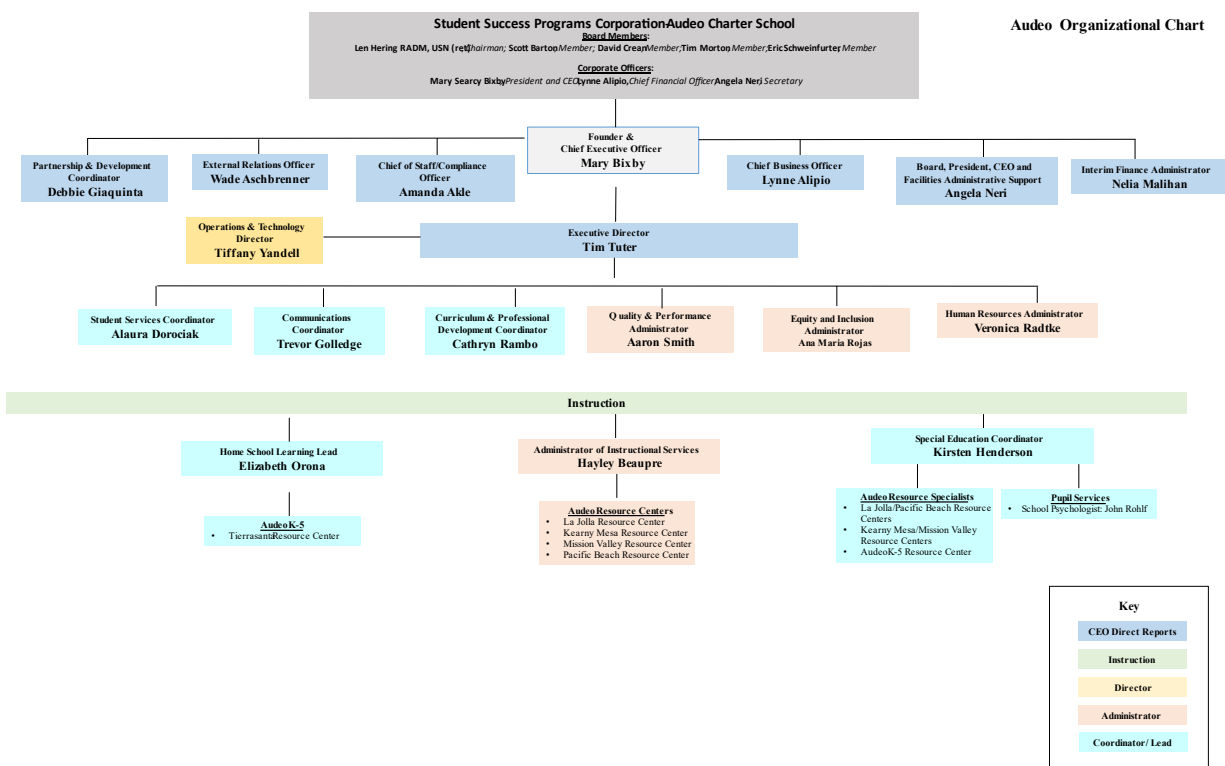 Student Success Programs Corporation-Audeo Charter School
Audeo Organizational Chart
Board Members:
Len Hering RADM, USN (ret), Chairman; Scott Barton, Member; David Crean, Member; Tim Morton, Member; Eric Schweinfurter, Member
Corporate Officers:
Mary Searcy Bixby, President and CEO, Lynne Alipio, Chief Financial Officer, Angela Neri, Secretary
Founder &
Chief Executive Officer
Mary Bixby
Partnership & Development
Coordinator
Debbie Giaquinta
External Relations Officer
Wade Aschbrenner
Chief of Staff/Compliance
Officer
Amanda Akle
Chief Business Officer
Lynne Alipio
Board, President, CEO and
Facilities Administrative Support
Angela Neri
Interim Finance Administrator
Nelia Malihan
Operations & Technology
Director
Tiffany Yandell
Executive Director
Tim Tuter
Student Services Coordinator
Alaura Dorociak
Communications
Coordinator
Trevor Golledge
Curriculum & Professional
Development Coordinator
Cathryn Rambo
Quality & Performance
Administrator
Aaron Smith
Equity and Inclusion
Administrator
Ana Maria Rojas
Human Resources Administrator
Veronica Radtke
Instruction
Home School Learning Lead
Elizabeth Orona
Administrator of Instructional Services
Hayley Beaupre
Special Education Coordinator
Kirsten Henderson
Audeo K-5
• Tierrasanta Resource Center
Audeo Resource Centers
• La Jolla Resource Center
• Kearny Mesa Resource Center
• Mission Valley Resource Center
• Pacific Beach Resource Center
Audeo Resource Specialists
• La Jolla/Pacific Beach Resource
Centers
• Kearny Mesa/Mission Valley
Resource Centers
• AudeoK-5 Resource Center
Pupil Services
• School Psychologist: John Rohlf
Key
CEO Direct Reports
Instruction
Director
Administrator
Coordinator/ Lead